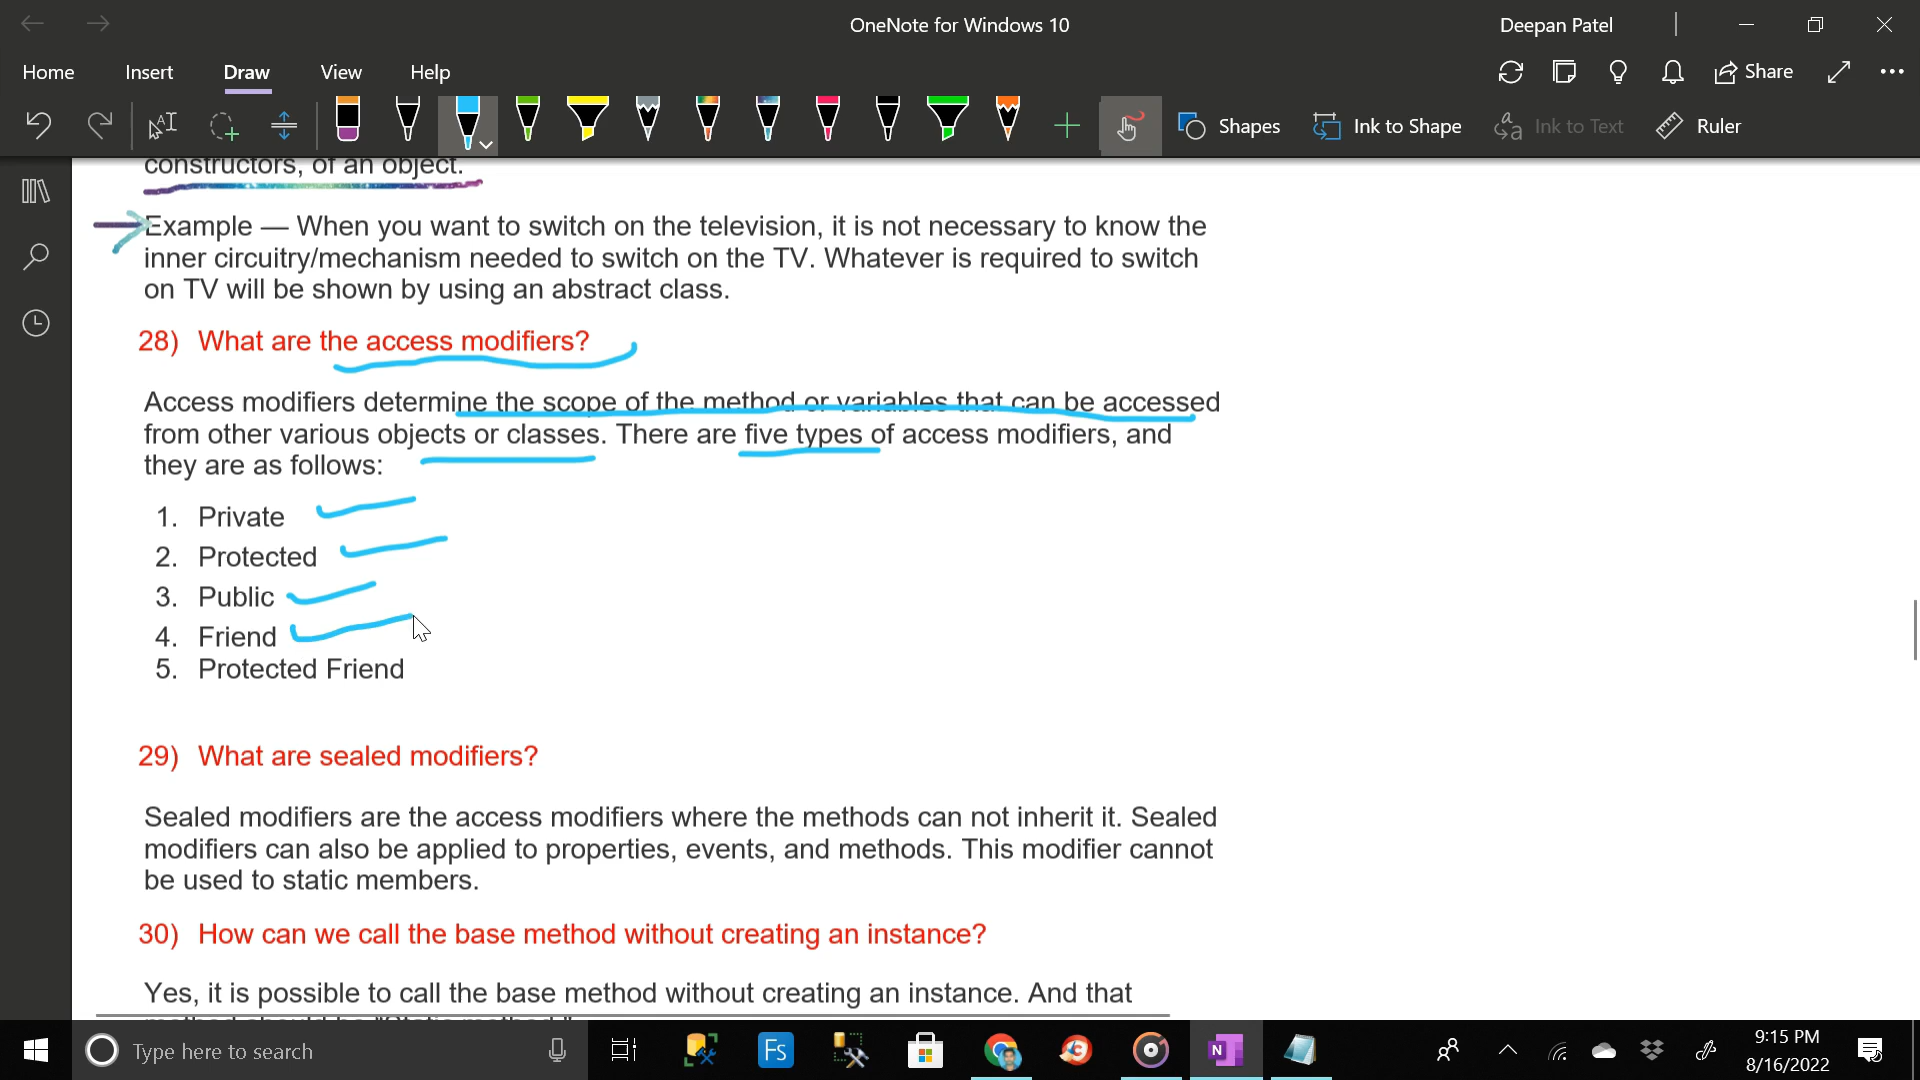 OneNote for Windows 10
Deepan Patel
Home Insert Draw View Help
Share
Shapes Ink to Shape Ink to Text Ruler
constructors, of an object.
Example — When you want to switch on the television, it is not necessary to know the
inner circuitry/mechanism needed to switch on the TV. Whatever is required to switch
on TV will be shown by using an abstract class.
28) What are the access modifiers?
Access modifiers determine the scope of the method or variables that can be accessed
from other various objects or classes. There are five types of access modifiers, and
they are as follows:
1. Private
2. Protected
3. Public
4. Friend
5. Protected Friend
29) What are sealed modifiers?
Sealed modifiers are the access modifiers where the methods can not inherit it. Sealed
modifiers can also be applied to properties, events, and methods. This modifier cannot
be used to static members.
30) How can we call the base method without creating an instance?
Yes, it is possible to call the base method without creating an instance. And that
Type here to search
Fs
N
9:15 PM
8/16/2022